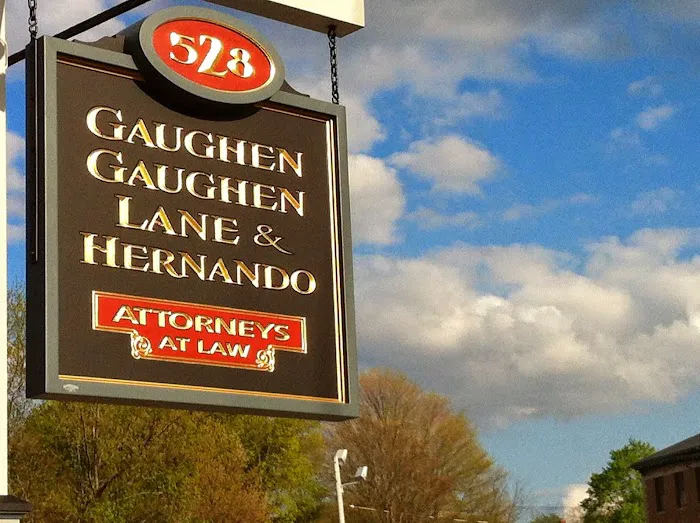 528
GAUGHEN
GAUGHEN
LANE &
HERNANDO
ATTORNEYS
AT LAW